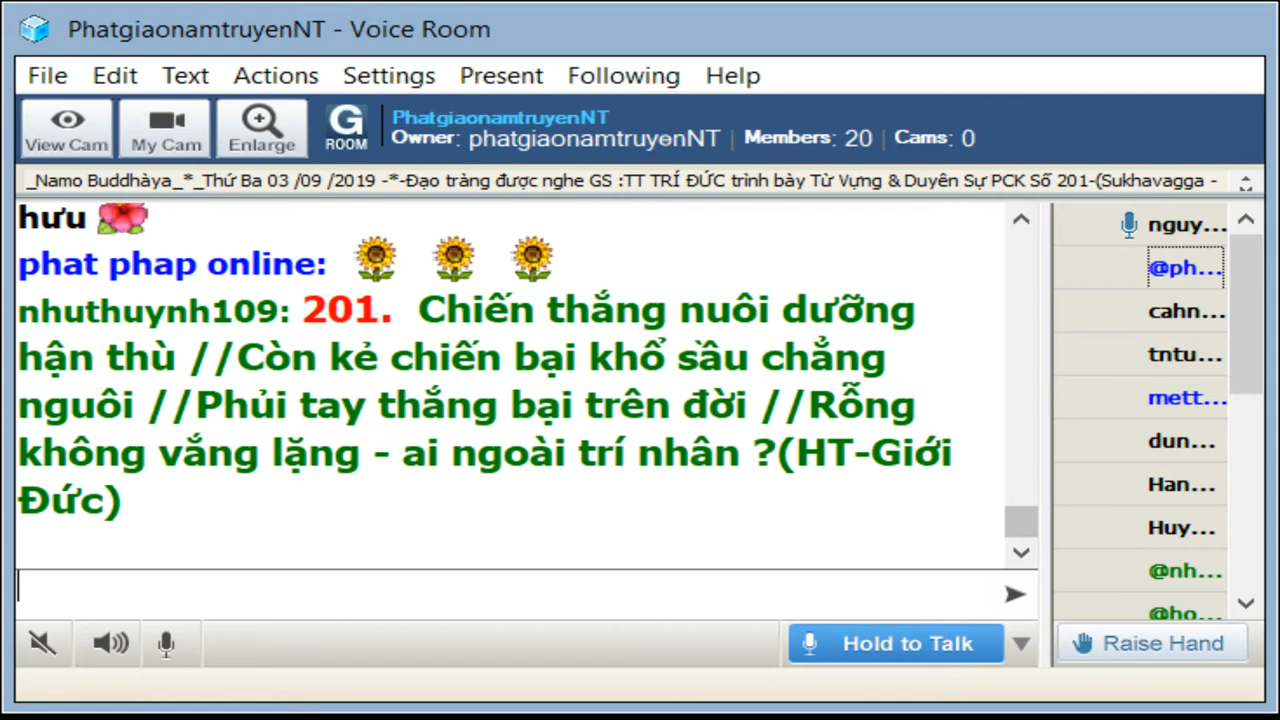 PhatgiaonamtruyenNT - Voice Room
File Edit Text Actions Settings Present Following Help
View Cam My Cam Enlarge G ROOM
PhatgiaonamtruyenNT
Owner: phatgiaonamtruyenNT | Members: 20 | Cams: 0
_Namo Buddhàya_*_Thứ Ba 03 /09 /2019 -*-Đạo tràng được nghe GS :TT TRÍ ĐỨC trình bày Từ Vựng & Duyên Sự PCK Số 201-(Sukhavagga -
hưu
phat phap online:
nhuthuynh109: 201. Chiến thắng nuôi dưỡng
hận thù //Còn kẻ chiến bại khổ sầu chẳng
nguôi //Phủi tay thắng bại trên đời //Rỗng
không vắng lặng - ai ngoài trí nhân ?(HT-Giới
Đức)
nguy...
@ph...
cahn...
tntu...
mett...
dun...
Han...
Huy...
@nh...
@ho...
Hold to Talk
Raise Hand